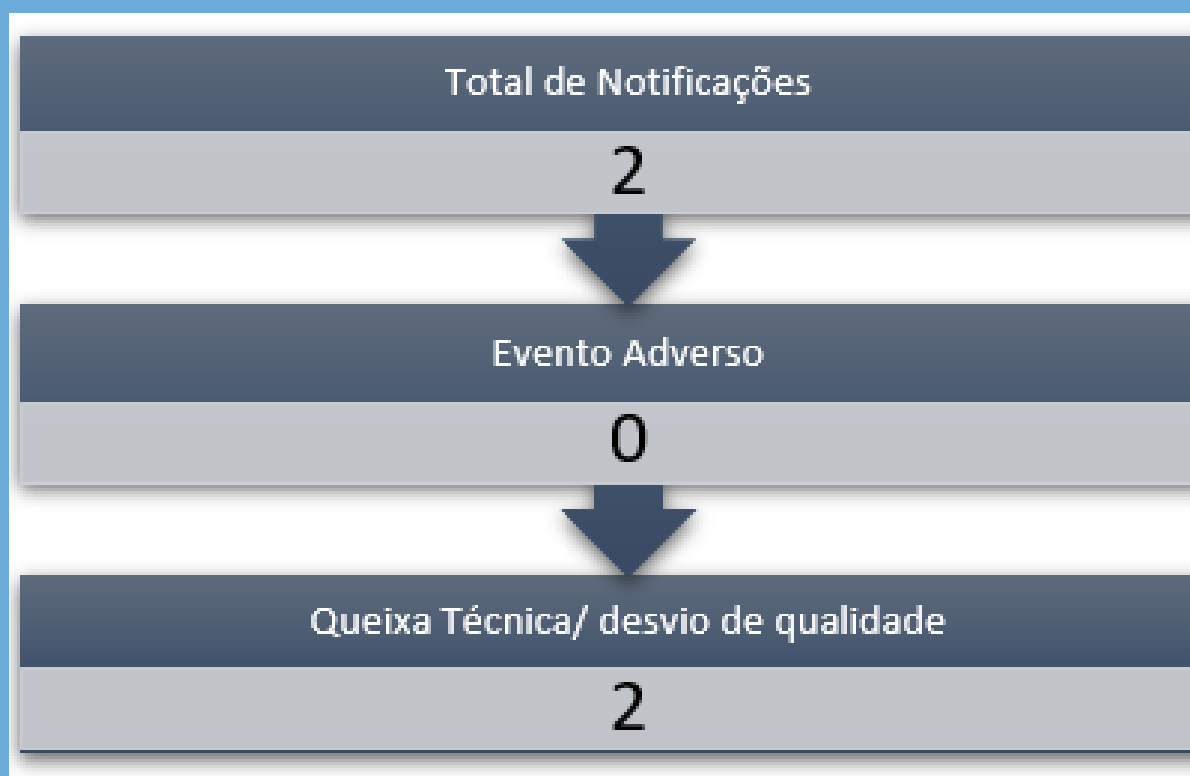 Total de Notificações
2
Evento Adverso
0
Queixa Técnica/ desvio de qualidade
2